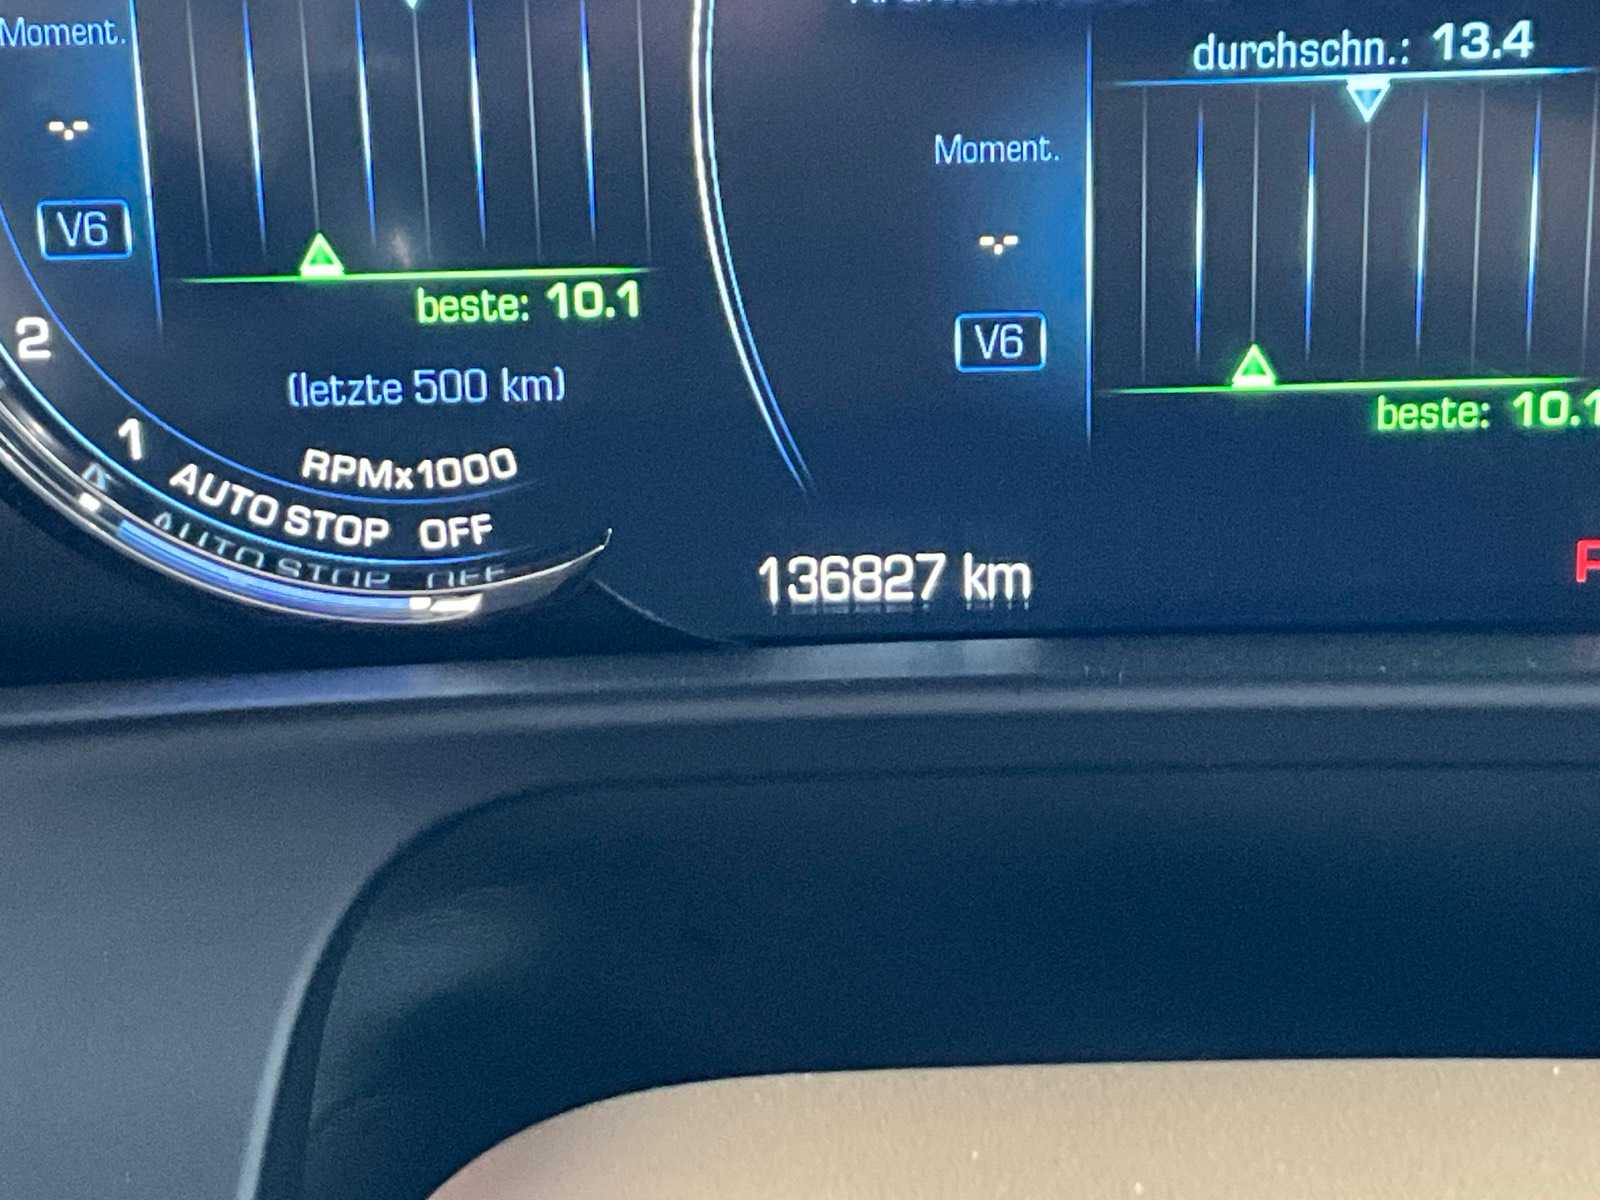 Moment.
V6
beste: 10.1
(letzte 500 km)
2
1
RPMx1000
AUTO STOP OFF
durchschn.: 13.4
Moment.
V6
beste: 10.1
136827 km